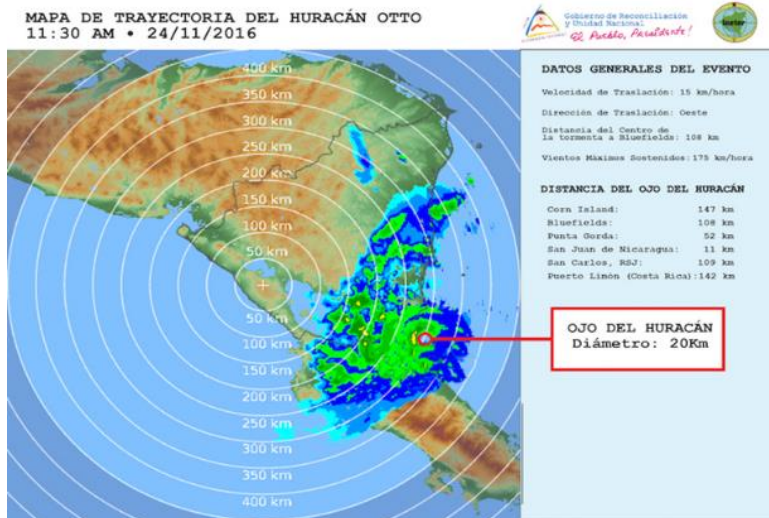 MAPA DE TRAYECTORIA DEL HURACÁN OTTO
11:30 AM • 24/11/2016
Gobierno de Reconciliación
y Unidad Nacional
El Pueblo, Presidente!
ineter
400 km
350 km
300 km
250 km
200 km
150 km
100 km
50 km
50 km
100 km
150 km
200 km
250 km
300 km
350 km
400 km
DATOS GENERALES DEL EVENTO
Velocidad de Traslación: 15 km/hora
Dirección de Traslación: Oeste
Distancia del Centro de
la tormenta a Bluefields: 108 km
Vientos Máximos Sostenidos: 175 km/hora
DISTANCIA DEL OJO DEL HURACÁN
Corn Island: 147 km
Bluefields: 108 km
Punta Gorda: 52 km
San Juan de Nicaragua: 11 km
San Carlos, RSJ: 109 km
Puerto Limón (Costa Rica): 142 km
OJO DEL HURACÁN
Diámetro: 20Km